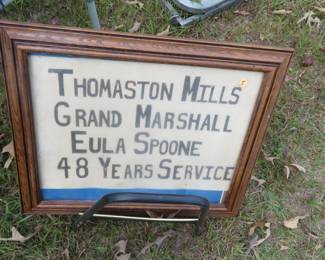 Thomaston Mills
Grand Marshall
Eula Spoone
48 Years Service